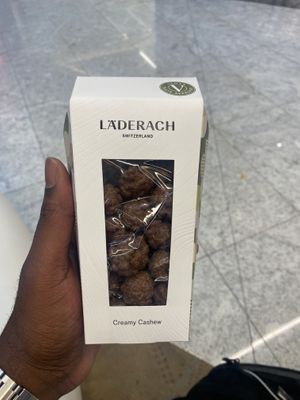 V
LÄDERACH
SWITZERLAND
Creamy Cashew